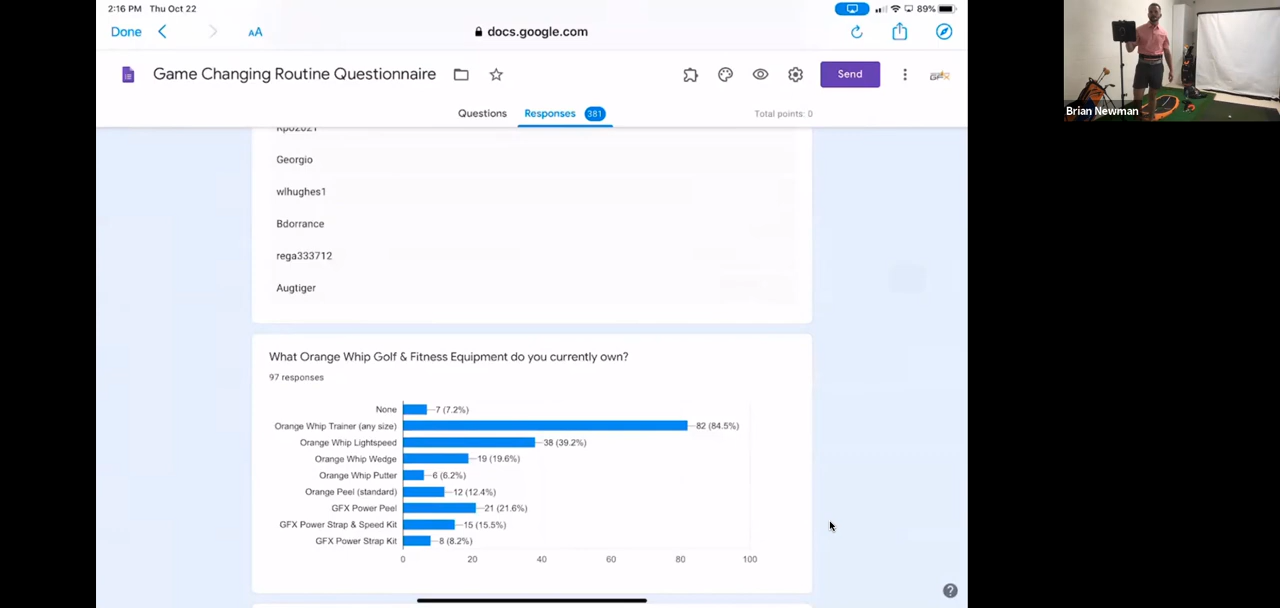 2:16 PM Thu Oct 22
89%
Done
AA
docs.google.com
Game Changing Routine Questionnaire
Send
GFX
Questions
Responses 381
Total points: 0
Georgio
wlhughes1
Bdorrance
rega333712
Augtiger
What Orange Whip Golf & Fitness Equipment do you currently own?
97 responses
None 7 (7.2%)
Orange Whip Trainer (any size) 82 (84.5%)
Orange Whip Lightspeed 38 (39.2%)
Orange Whip Wedge 19 (19.6%)
Orange Whip Putter 6 (6.2%)
Orange Peel (standard) 12 (12.4%)
GFX Power Peel 21 (21.6%)
GFX Power Strap & Speed Kit 15 (15.5%)
GFX Power Strap Kit 8 (8.2%)
0 20 40 60 80 100
?
Brian Newman